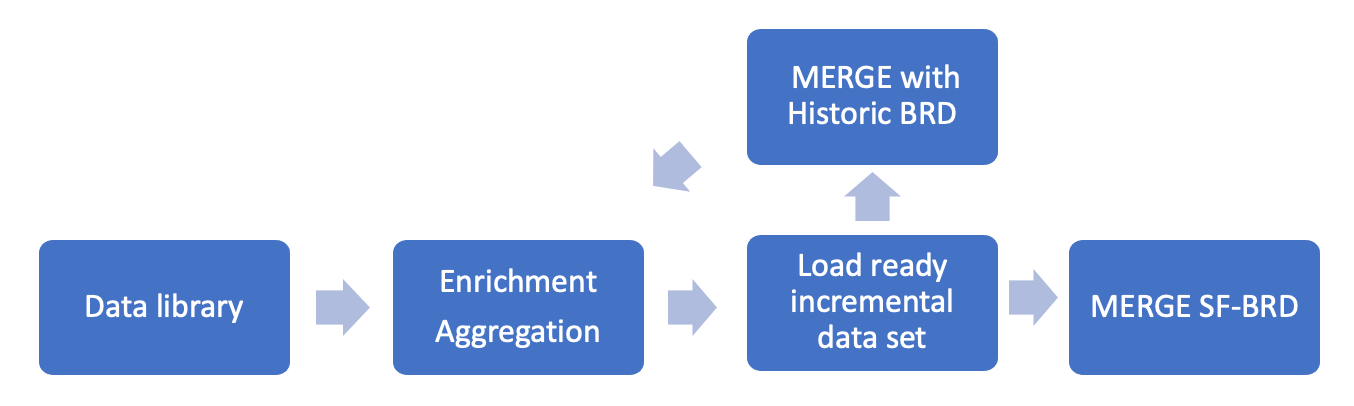 MERGE with
Historic BRD
Data library
Enrichment
Aggregation
Load ready
incremental
data set
MERGE SF-BRD